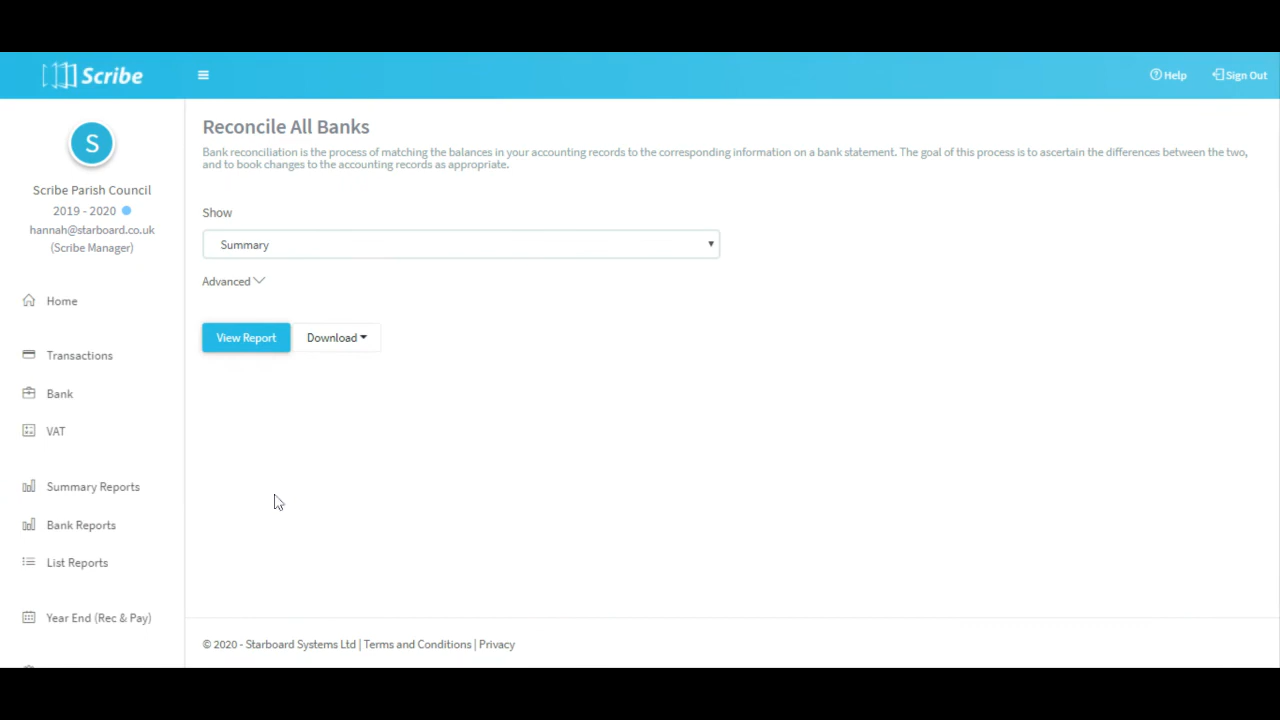 Scribe
Help
Sign Out
S
Scribe Parish Council
2019 - 2020
hannah@starboard.co.uk
(Scribe Manager)
Home
Transactions
Bank
VAT
Summary Reports
Bank Reports
List Reports
Year End (Rec & Pay)
Reconcile All Banks
Bank reconciliation is the process of matching the balances in your accounting records to the corresponding information on a bank statement. The goal of this process is to ascertain the differences between the two,
and to book changes to the accounting records as appropriate.
Show
Summary
Advanced
View Report
Download
© 2020 - Starboard Systems Ltd | Terms and Conditions | Privacy